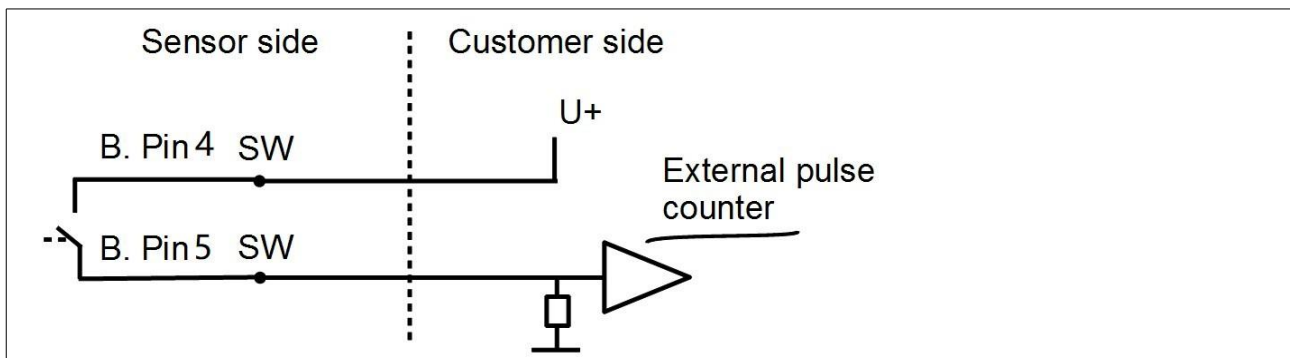 Sensor side
Customer side
U+
B. Pin 4 SW
External pulse
counter
B. Pin 5 SW